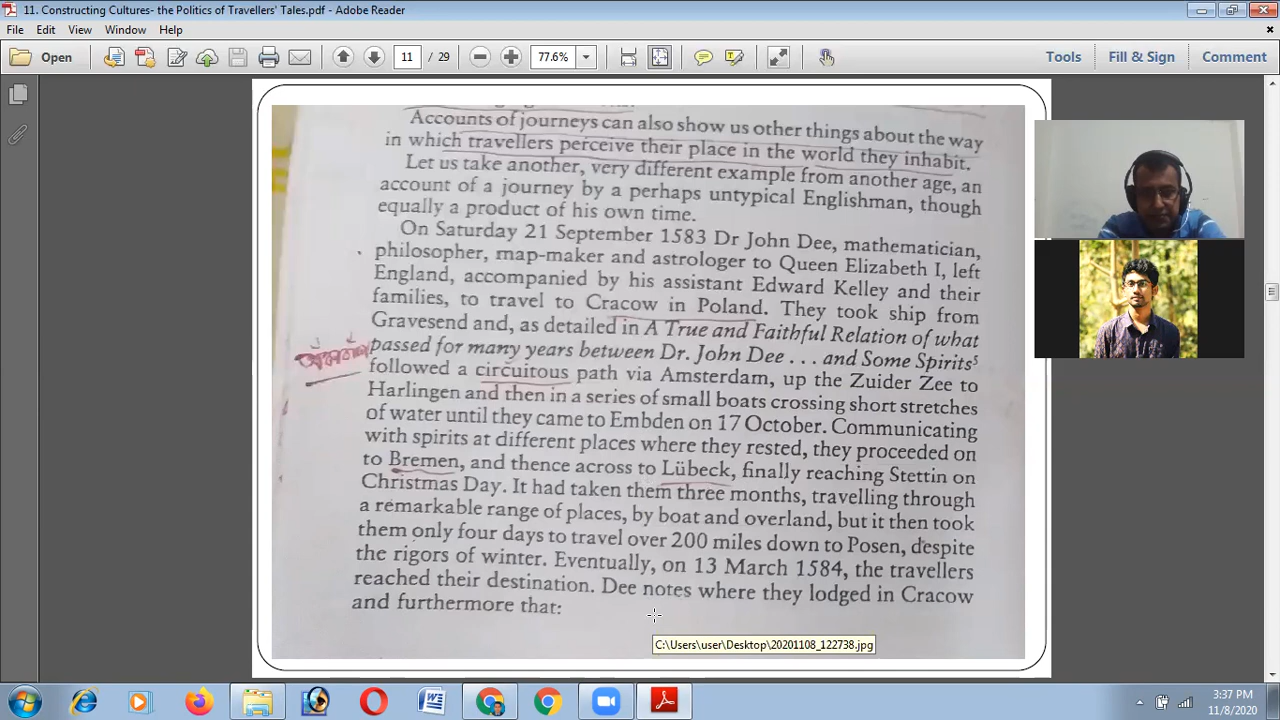 11. Constructing Cultures- the Politics of Travellers' Tales.pdf - Adobe Reader
File Edit View Window Help
Open 11 / 29 77.6% Tools Fill & Sign Comment
Accounts of journeys can also show us other things about the way
in which travellers perceive their place in the world they inhabit.
Let us take another, very different example from another age, an
account of a journey by a perhaps untypical Englishman, though
equally a product of his own time.
On Saturday 21 September 1583 Dr John Dee, mathematician,
philosopher, map-maker and astrologer to Queen Elizabeth I, left
England, accompanied by his assistant Edward Kelley and their
families, to travel to Cracow in Poland. They took ship from
Gravesend and, as detailed in A True and Faithful Relation of what
passed for many years between Dr. John Dee . . . and Some Spirits⁵
followed a circuitous path via Amsterdam, up the Zuider Zee to
Harlingen and then in a series of small boats crossing short stretches
of water until they came to Embden on 17 October. Communicating
with spirits at different places where they rested, they proceeded on
to Bremen, and thence across to Lübeck, finally reaching Stettin on
Christmas Day. It had taken them three months, travelling through
a remarkable range of places, by boat and overland, but it then took
them only four days to travel over 200 miles down to Posen, despite
the rigors of winter. Eventually, on 13 March 1584, the travellers
reached their destination. Dee notes where they lodged in Cracow
and furthermore that:
C:\Users\user\Desktop\20201108_122738.jpg
3:37 PM
11/8/2020